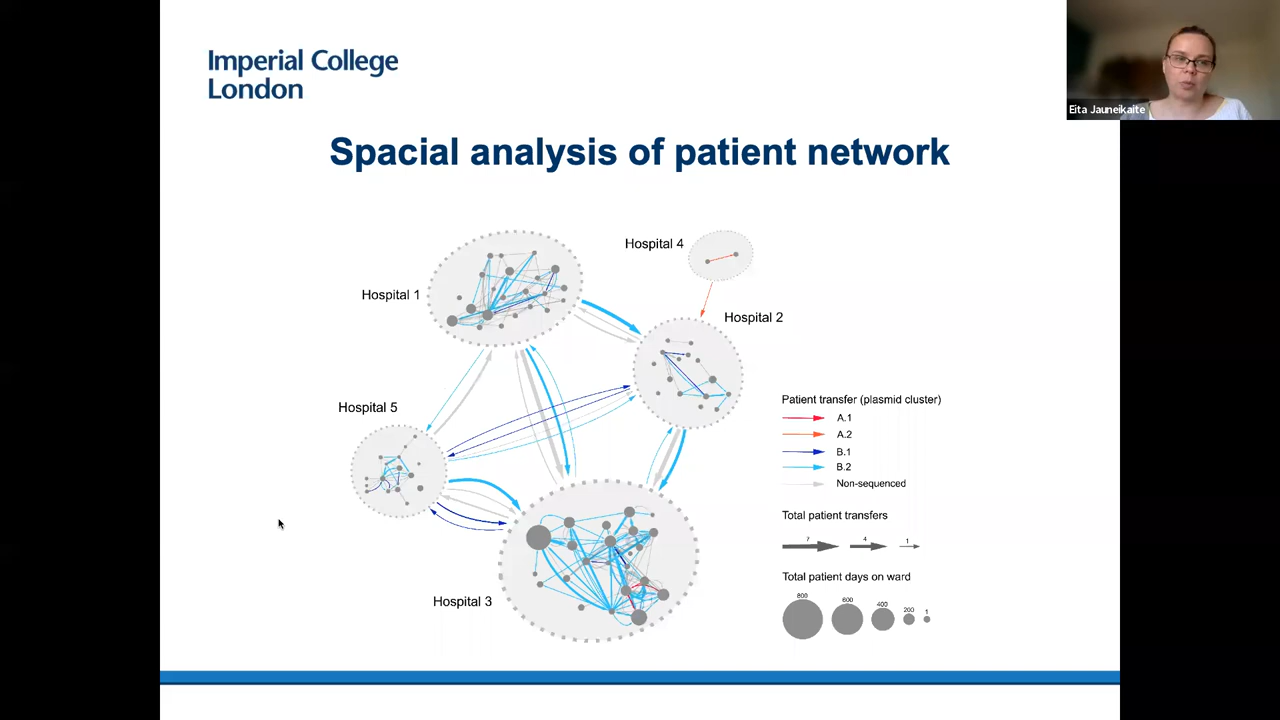 Imperial College
London
Eita Jauneikaite
Spacial analysis of patient network
Hospital 4
Hospital 1
Hospital 2
Hospital 5
Hospital 3
Patient transfer (plasmid cluster)
A.1
A.2
B.1
B.2
Non-sequenced
Total patient transfers
7 4 1
Total patient days on ward
800 600 400 200 1